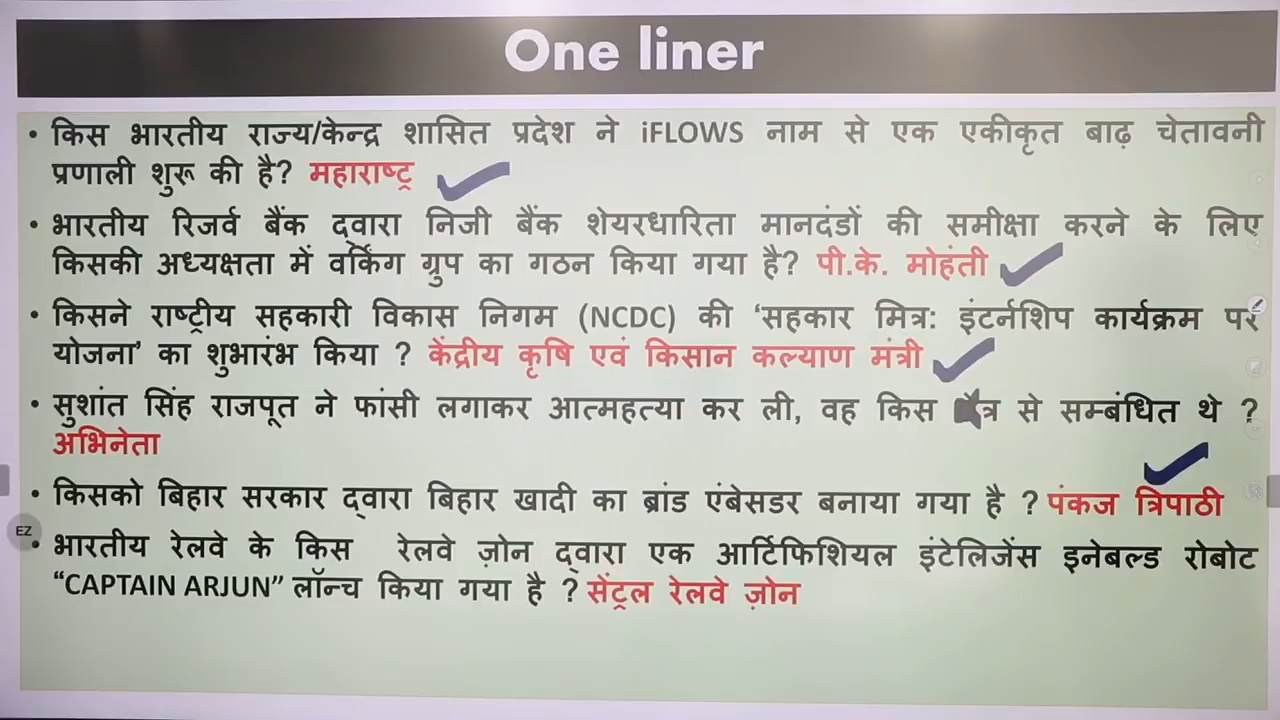 One liner
• किस भारतीय राज्य/केन्द्र शासित प्रदेश ने iFLOWS नाम से एक एकीकृत बाढ़ चेतावनी
प्रणाली शुरू की है? महाराष्ट्र
• भारतीय रिजर्व बैंक द्वारा निजी बैंक शेयरधारिता मानदंडों की समीक्षा करने के लिए
किसकी अध्यक्षता में वर्किंग ग्रुप का गठन किया गया है? पी.के. मोहंती
• किसने राष्ट्रीय सहकारी विकास निगम (NCDC) की ‘सहकार मित्र: इंटर्नशिप कार्यक्रम पर
योजना’ का शुभारंभ किया ? केंद्रीय कृषि एवं किसान कल्याण मंत्री
• सुशांत सिंह राजपूत ने फांसी लगाकर आत्महत्या कर ली, वह किस से सम्बंधित थे ?
अभिनेता
• किसको बिहार सरकार द्वारा बिहार खादी का ब्रांड एंबेसडर बनाया गया है ? पंकज त्रिपाठी
EZ
• भारतीय रेलवे के किस रेलवे ज़ोन द्वारा एक आर्टिफिशियल इंटेलिजेंस इनेबल्ड रोबोट
“CAPTAIN ARJUN” लॉन्च किया गया है ? सेंट्रल रेलवे ज़ोन